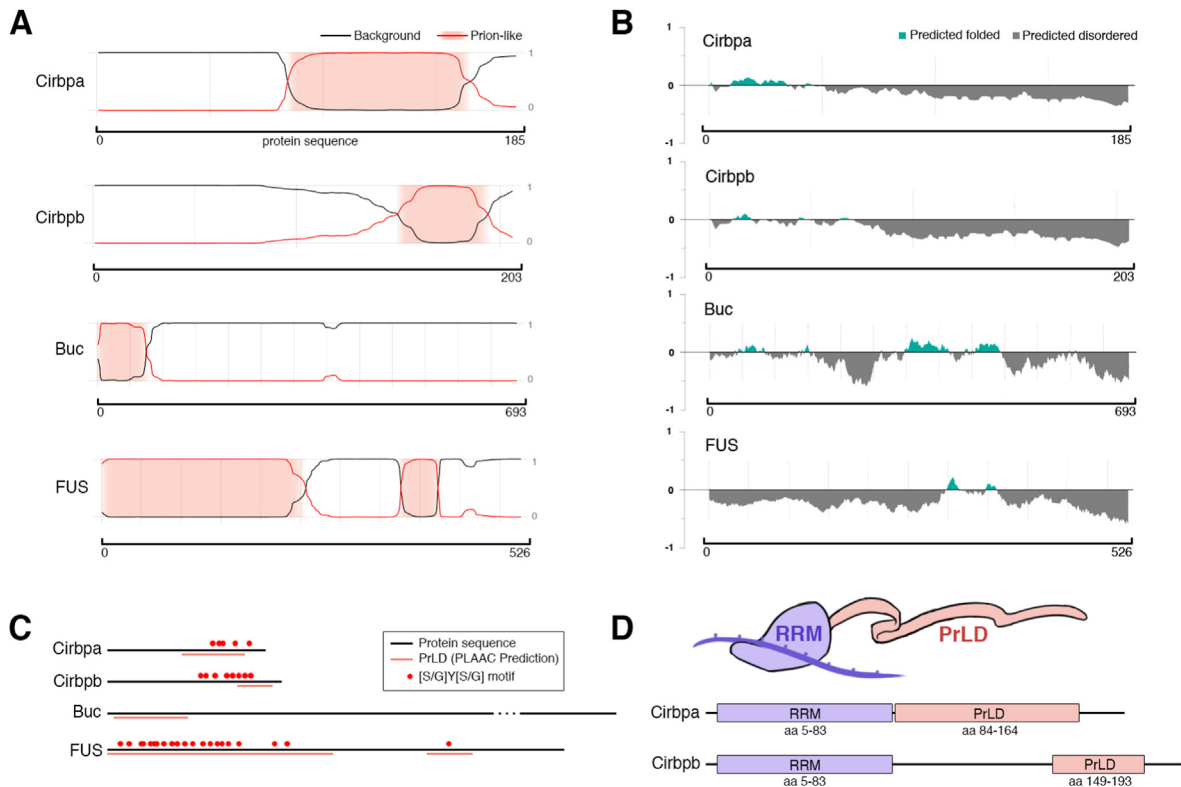 A
Background
Prion-like
Cirbpa
1
0
0
protein sequence
185
Cirbpb
1
0
0
203
Buc
1
0
0
693
FUS
1
0
0
526
B
1
Cirbpa
Predicted folded
Predicted disordered
0
-1
0
185
1
Cirbpb
0
-1
0
203
1
Buc
0
-1
0
693
1
FUS
0
-1
0
526
C
Cirbpa
Cirbpb
Buc
FUS
Protein sequence
PrLD (PLAAC Prediction)
[S/G]Y[S/G] motif
D
RRM
PrLD
Cirbpa
RRM
PrLD
aa 5-83
aa 84-164
Cirbpb
RRM
PrLD
aa 5-83
aa 149-193